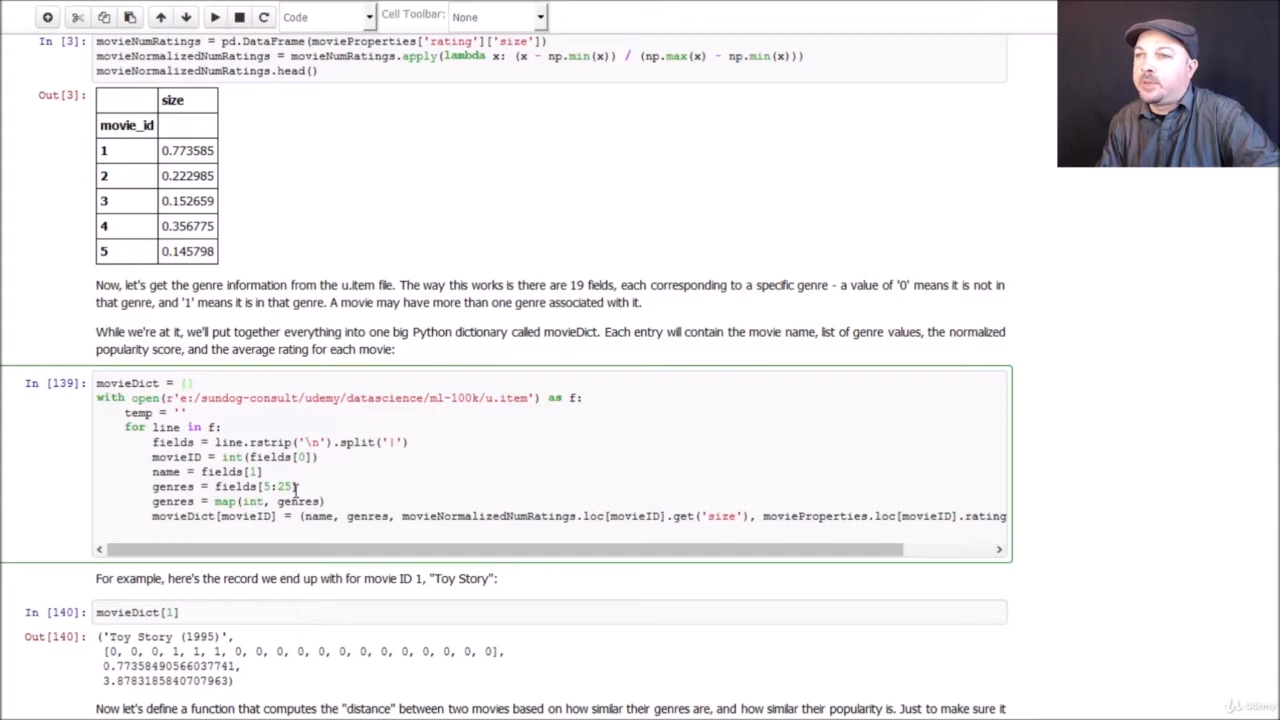 Code
Cell Toolbar:
None
In [3]:
movieNumRatings = pd.DataFrame(movieProperties['rating']['size'])
movieNormalizedNumRatings = movieNumRatings.apply(lambda x: (x - np.min(x)) / (np.max(x) - np.min(x)))
movieNormalizedNumRatings.head()
Out[3]:
size
movie_id
1 0.773585
2 0.222985
3 0.152659
4 0.356775
5 0.145798
Now, let's get the genre information from the u.item file. The way this works is there are 19 fields, each corresponding to a specific genre - a value of '0' means it is not in
that genre, and '1' means it is in that genre. A movie may have more than one genre associated with it.
While we're at it, we'll put together everything into one big Python dictionary called movieDict. Each entry will contain the movie name, list of genre values, the normalized
popularity score, and the average rating for each movie:
In [139]:
movieDict = {}
with open(r'e:/sundog-consult/udemy/datascience/ml-100k/u.item') as f:
temp = ''
for line in f:
fields = line.rstrip('\n').split('|')
movieID = int(fields[0])
name = fields[1]
genres = fields[5:25]
genres = map(int, genres)
movieDict[movieID] = (name, genres, movieNormalizedNumRatings.loc[movieID].get('size'), movieProperties.loc[movieID].rating
For example, here's the record we end up with for movie ID 1, "Toy Story":
In [140]:
movieDict[1]
Out[140]:
('Toy Story (1995)',
[0, 0, 0, 1, 1, 1, 0, 0, 0, 0, 0, 0, 0, 0, 0, 0, 0, 0, 0],
0.77358490566037741,
3.8783185840707963)
Now let's define a function that computes the "distance" between two movies based on how similar their genres are, and how similar their popularity is. Just to make sure it
Udemy